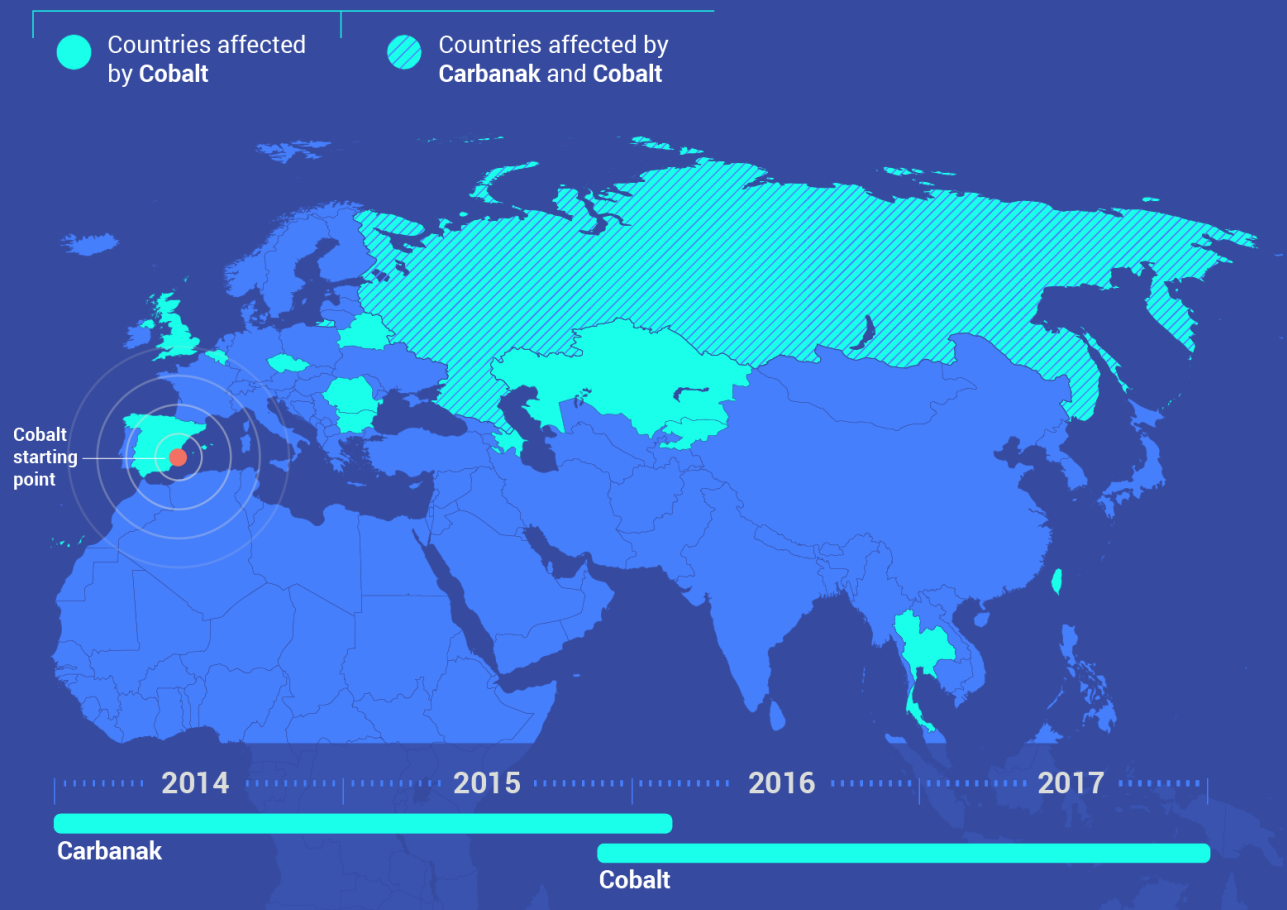 Countries affected
by Cobalt
Countries affected by
Carbanak and Cobalt
Cobalt
starting
point
2014
2015
2016
2017
Carbanak
Cobalt